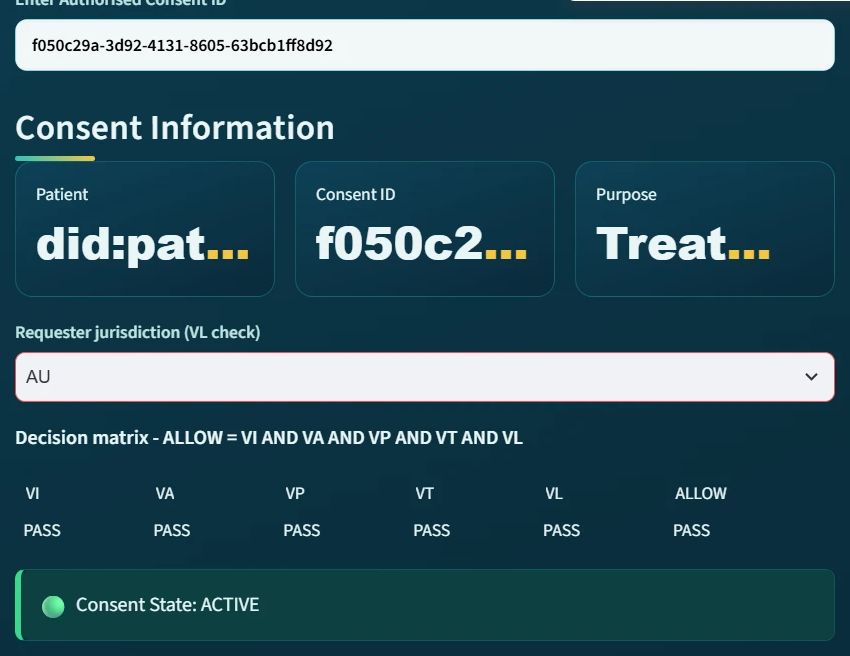 Enter Authorised Consent ID
f050c29a-3d92-4131-8605-63bcb1ff8d92
Consent Information
Patient
did:pat...
Consent ID
f050c2...
Purpose
Treat...
Requester jurisdiction (VL check)
AU
Decision matrix - ALLOW = VI AND VA AND VP AND VT AND VL
VI VA VP VT VL ALLOW
PASS PASS PASS PASS PASS PASS
Consent State: ACTIVE